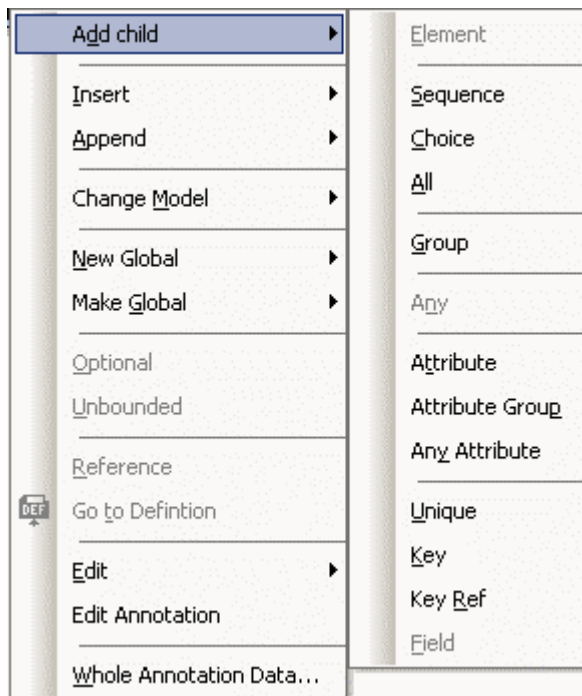 Add child
Insert
Append
Change Model
New Global
Make Global
Optional
Unbounded
Reference
DEF
Go to Defintion
Edit
Edit Annotation
Whole Annotation Data...
Element
Sequence
Choice
All
Group
Any
Attribute
Attribute Group
Any Attribute
Unique
Key
Key Ref
Field